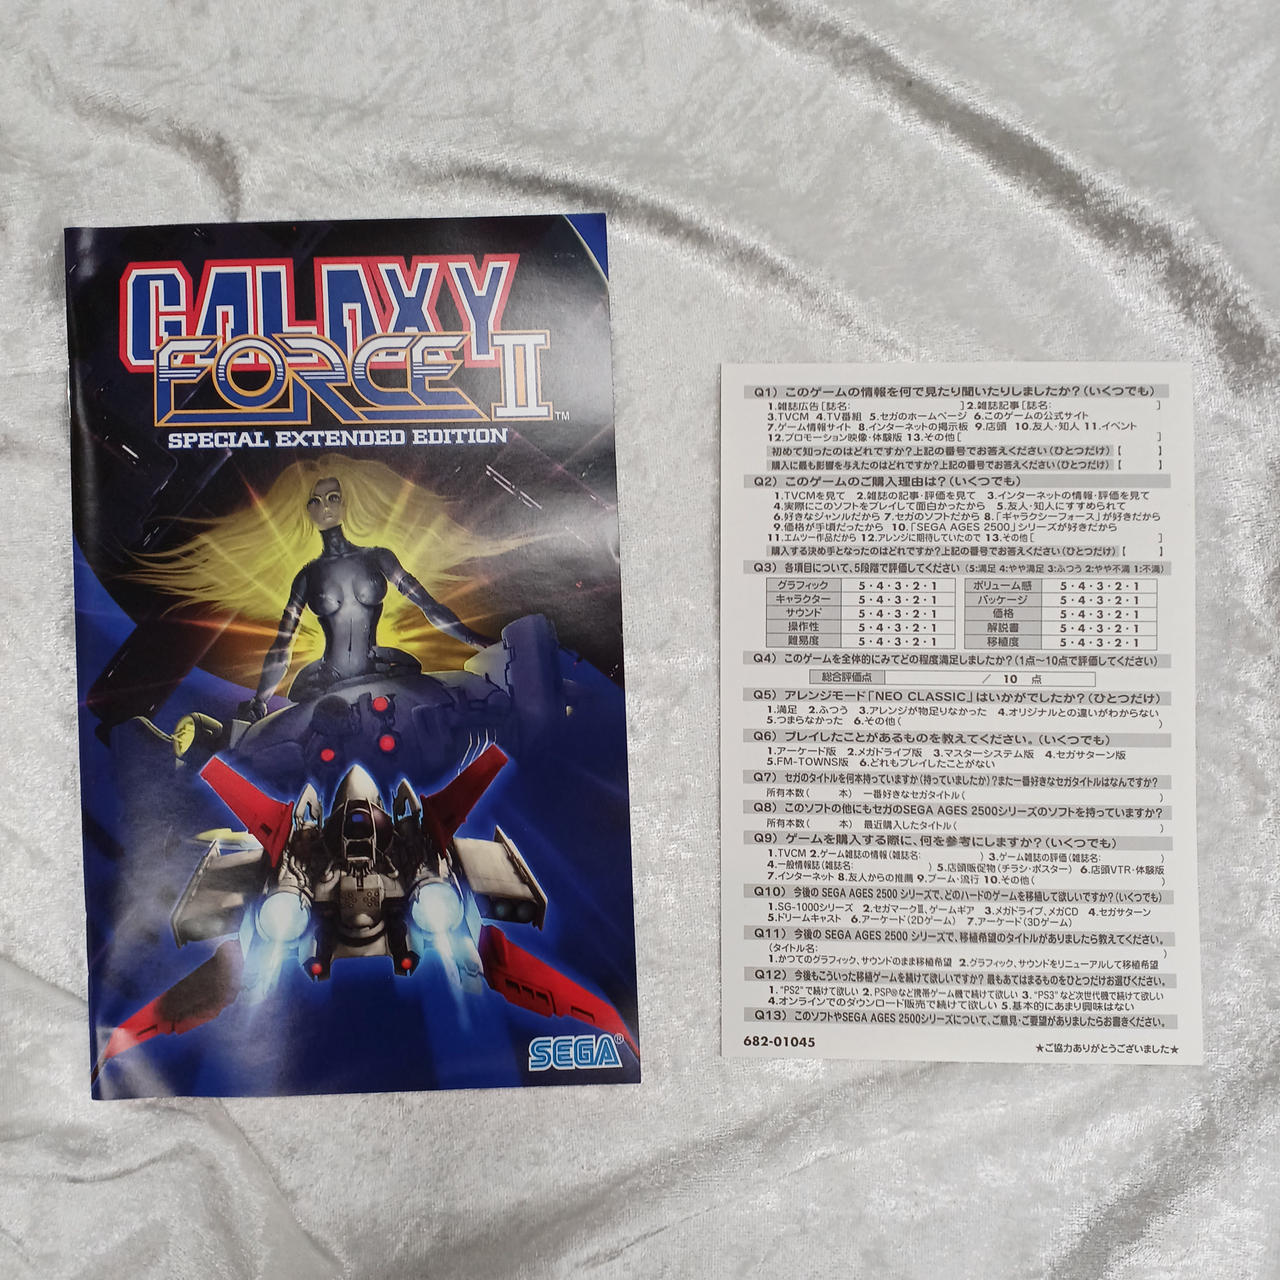 GALAXY
FORCE II™
SPECIAL EXTENDED EDITION
SEGA®
Q1) このゲームの情報を何で見たり聞いたりしましたか?(いくつでも)
1.雑誌広告[誌名: ] 2.雑誌記事[誌名: ]
3.TVCM 4.TV番組 5.セガのホームページ 6.このゲームの公式サイト
7.ゲーム情報サイト 8.インターネットの掲示板 9.店頭 10.友人・知人 11.イベント
12.プロモーション映像・体験版 13.その他[ ]
初めて知ったのはどれですか?上記の番号でお答えください(ひとつだけ)【 】
購入に最も影響を与えたのはどれですか?上記の番号でお答えください(ひとつだけ)【 】
Q2) このゲームのご購入理由は?(いくつでも)
1.TVCMを見て 2.雑誌の記事・評価を見て 3.インターネットの情報・評価を見て
4.実際にこのソフトをプレイして面白かったから 5.友人・知人にすすめられて
6.好きなジャンルだから 7.セガのソフトだから 8.「ギャラクシーフォース」が好きだから
9.価格が手頃だったから 10.「SEGA AGES 2500」シリーズが好きだから
11.エムツー作品だから 12.アレンジに期待していたので 13.その他[ ]
購入する決め手となったのはどれですか?上記の番号でお答えください(ひとつだけ)【 】
Q3) 各項目について、5段階で評価してください (5:満足 4:やや満足 3:ふつう 2:やや不満 1:不満)
グラフィック 5・4・3・2・1 ボリューム感 5・4・3・2・1
キャラクター 5・4・3・2・1 パッケージ 5・4・3・2・1
サウンド 5・4・3・2・1 価格 5・4・3・2・1
操作性 5・4・3・2・1 解説書 5・4・3・2・1
難易度 5・4・3・2・1 移植度 5・4・3・2・1
Q4) このゲームを全体的にみてどの程度満足しましたか?(1点~10点で評価してください)
総合評価点 / 10 点
Q5) アレンジモード「NEO CLASSIC」はいかがでしたか?(ひとつだけ)
1.満足 2.ふつう 3.アレンジが物足りなかった 4.オリジナルとの違いがわからない
5.つまらなかった 6.その他( )
Q6) プレイしたことがあるものを教えてください。(いくつでも)
1.アーケード版 2.メガドライブ版 3.マスターシステム版 4.セガサターン版
5.FM-TOWNS版 6.どれもプレイしたことがない
Q7) セガのタイトルを何本持っていますか(持っていましたか)?また一番好きなセガタイトルはなんですか?
所有本数( 本) 一番好きなセガタイトル( )
Q8) このソフトの他にもセガのSEGA AGES 2500シリーズのソフトを持っていますか?
所有本数( 本) 最近購入したタイトル( )
Q9) ゲームを購入する際に、何を参考にしますか?(いくつでも)
1.TVCM 2.ゲーム雑誌の情報(雑誌名: ) 3.ゲーム雑誌の評価(雑誌名: )
4.一般情報誌(雑誌名: ) 5.店頭販促物(チラシ・ポスター) 6.店頭VTR・体験版
7.インターネット 8.友人からの推薦 9.ブーム・流行 10.その他( )
Q10) 今後の SEGA AGES 2500 シリーズで、どのハードのゲームを移植して欲しいですか?(いくつでも)
1.SG-1000シリーズ 2.セガマークⅢ、ゲームギア 3.メガドライブ、メガCD 4.セガサターン
5.ドリームキャスト 6.アーケード(2Dゲーム) 7.アーケード(3Dゲーム)
Q11) 今後の SEGA AGES 2500 シリーズで、移植希望のタイトルがありましたら教えてください。
(タイトル名: )
1.かつてのグラフィック、サウンドのまま移植希望 2.グラフィック、サウンドをリニューアルして移植希望
Q12) 今後もこういった移植ゲームを続けて欲しいですか? 最もあてはまるものをひとつだけお選びください。
1."PS2"で続けて欲しい 2.PSP®など携帯ゲーム機で続けて欲しい 3."PS3"など次世代機で続けて欲しい
4.オンラインでのダウンロード販売で続けて欲しい 5.基本的にあまり興味はない
Q13) このソフトやSEGA AGES 2500シリーズについて、ご意見・ご要望がありましたらお書きください。
682-01045
★ご協力ありがとうございました★